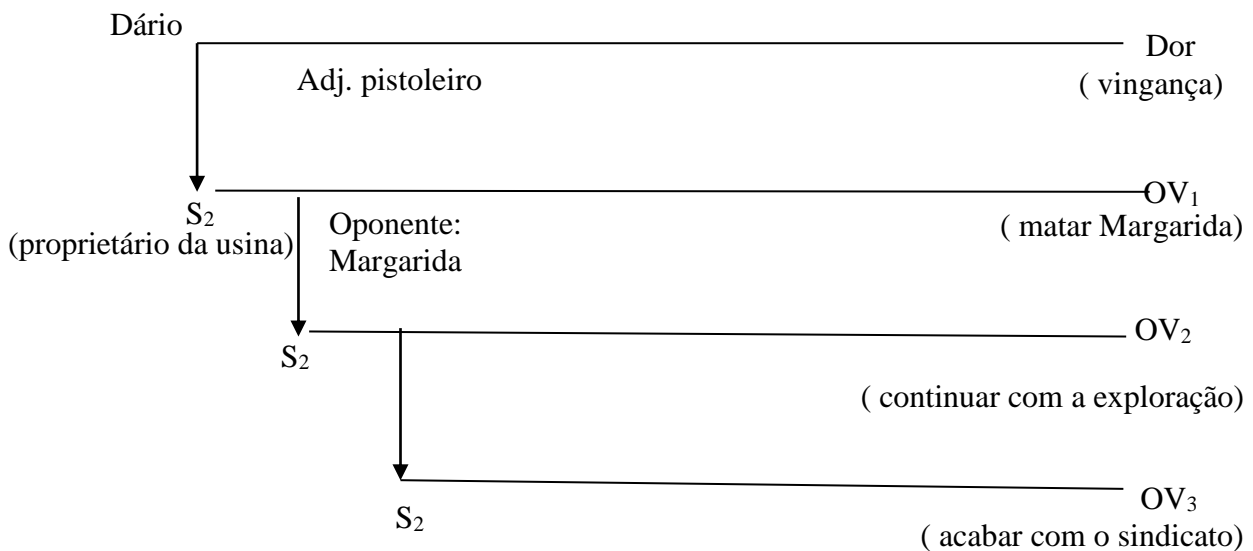 Dário
Dor
Adj. pistoleiro
( vingança)
S₂
OV₁
(proprietário da usina)
Oponente:
Margarida
( matar Margarida)
S₂
OV₂
( continuar com a exploração)
S₂
OV₃
( acabar com o sindicato)